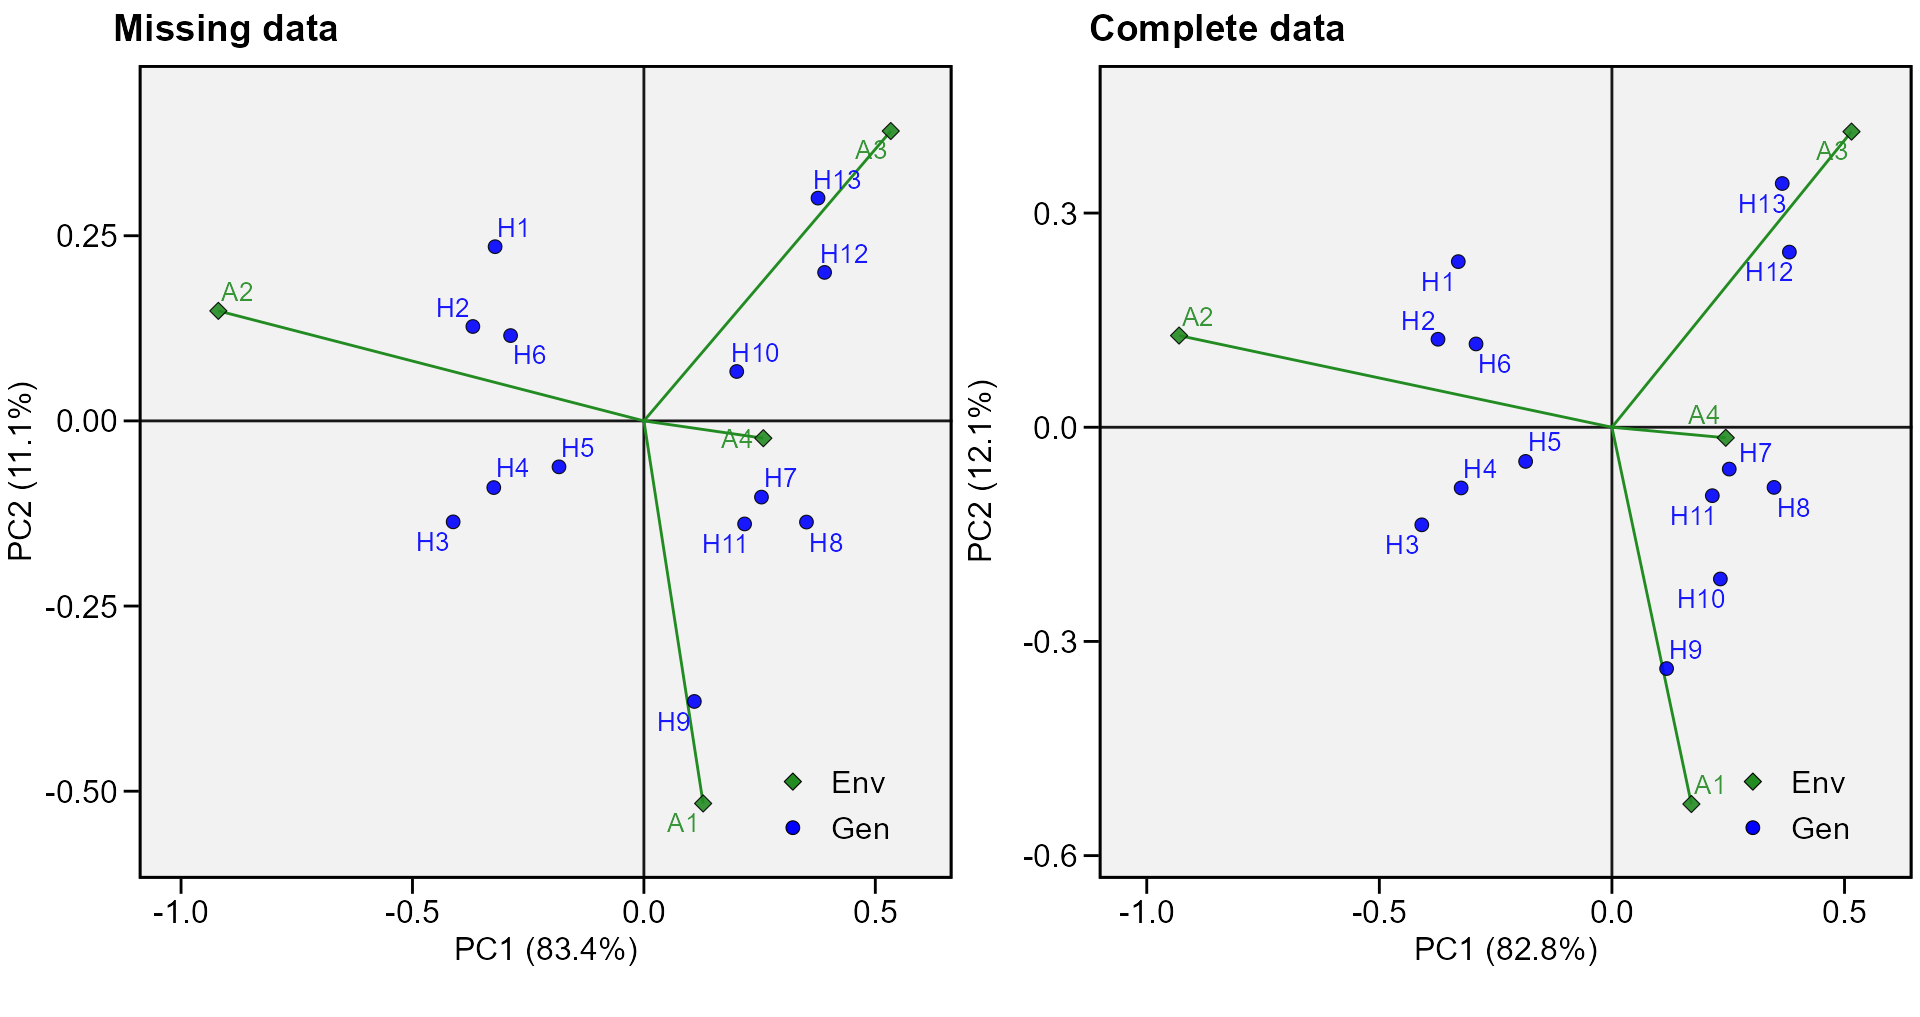 Missing data
PC2 (11.1%)
0.25
0.00
-0.25
-0.50
A3
H13
H1
H12
A2
H2
H6
H10
A4
H5
H4
H7
H3
H11
H8
H9
A1
Env
Gen
-1.0
-0.5
0.0
0.5
PC1 (83.4%)
Complete data
PC2 (12.1%)
0.3
0.0
-0.3
-0.6
A3
H13
H12
H1
A2
H2
H6
A4
H5
H7
H4
H8
H11
H3
H10
H9
A1
Env
Gen
-1.0
-0.5
0.0
0.5
PC1 (82.8%)